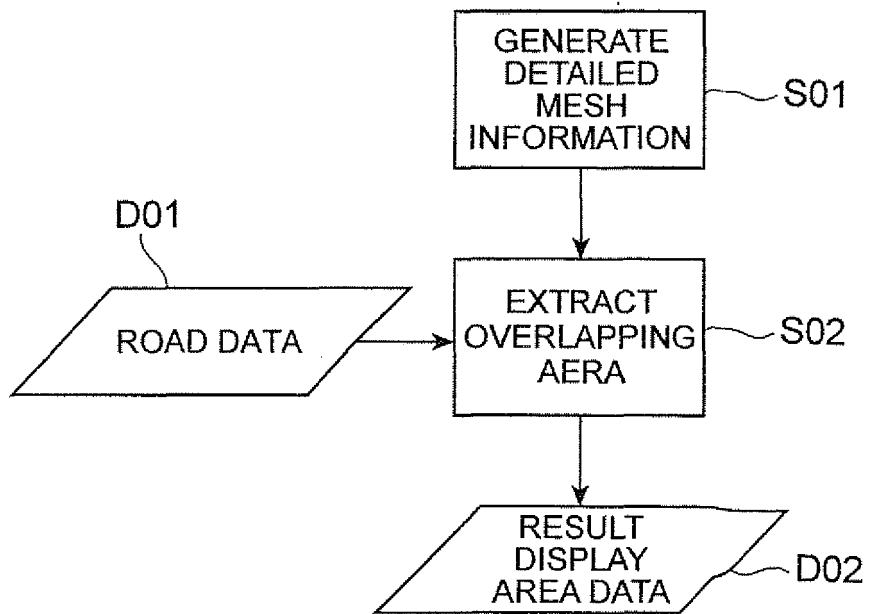 GENERATE
DETAILED
MESH
INFORMATION
S01
D01
ROAD DATA
EXTRACT
OVERLAPPING
AERA
S02
RESULT
DISPLAY
AREA DATA
D02